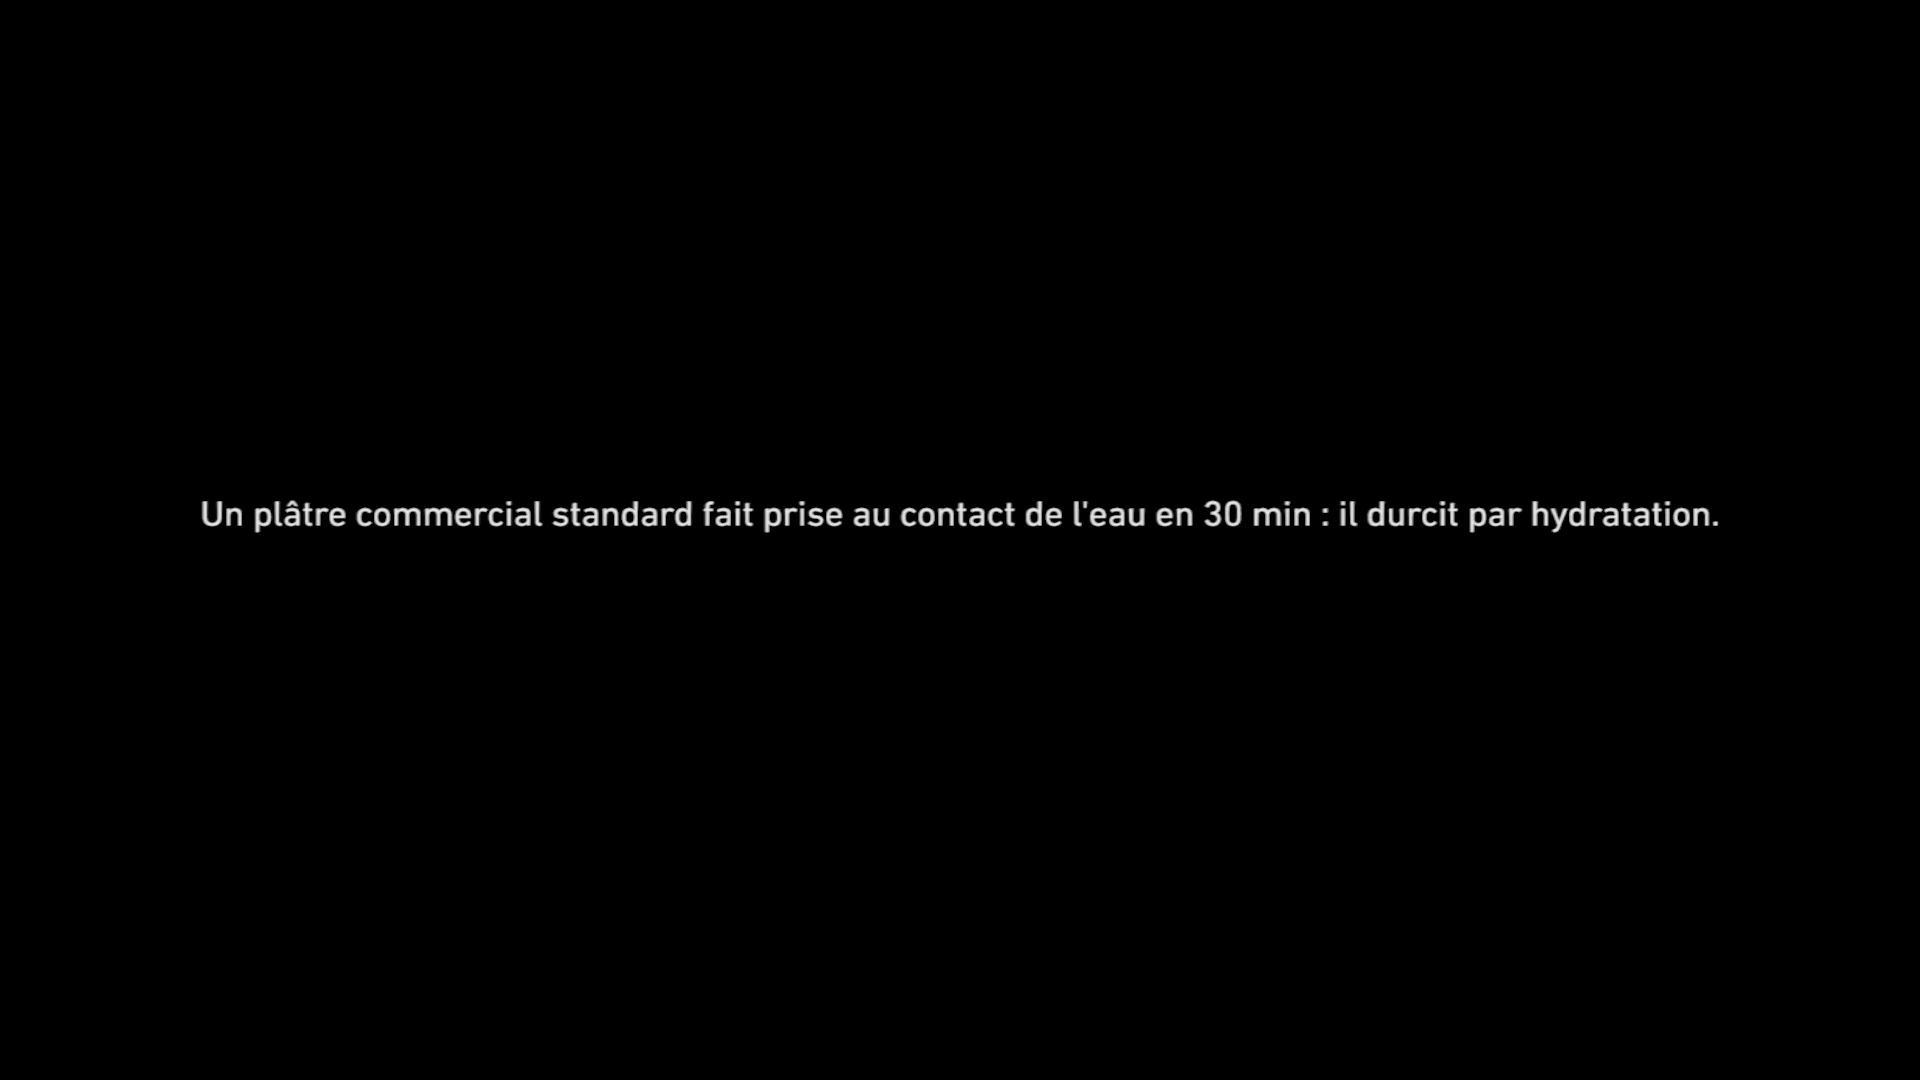 Un plâtre commercial standard fait prise au contact de l'eau en 30 min : il durcit par hydratation.